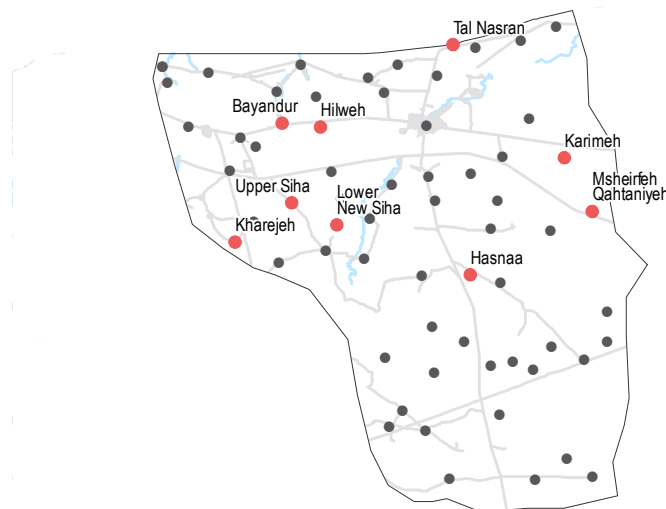 Tal Nasran
Bayandur
Hilweh
Karimeh
Msheirfeh
Qahtaniyeh
Upper Siha
Lower
New Siha
Kharejeh
Hasnaa